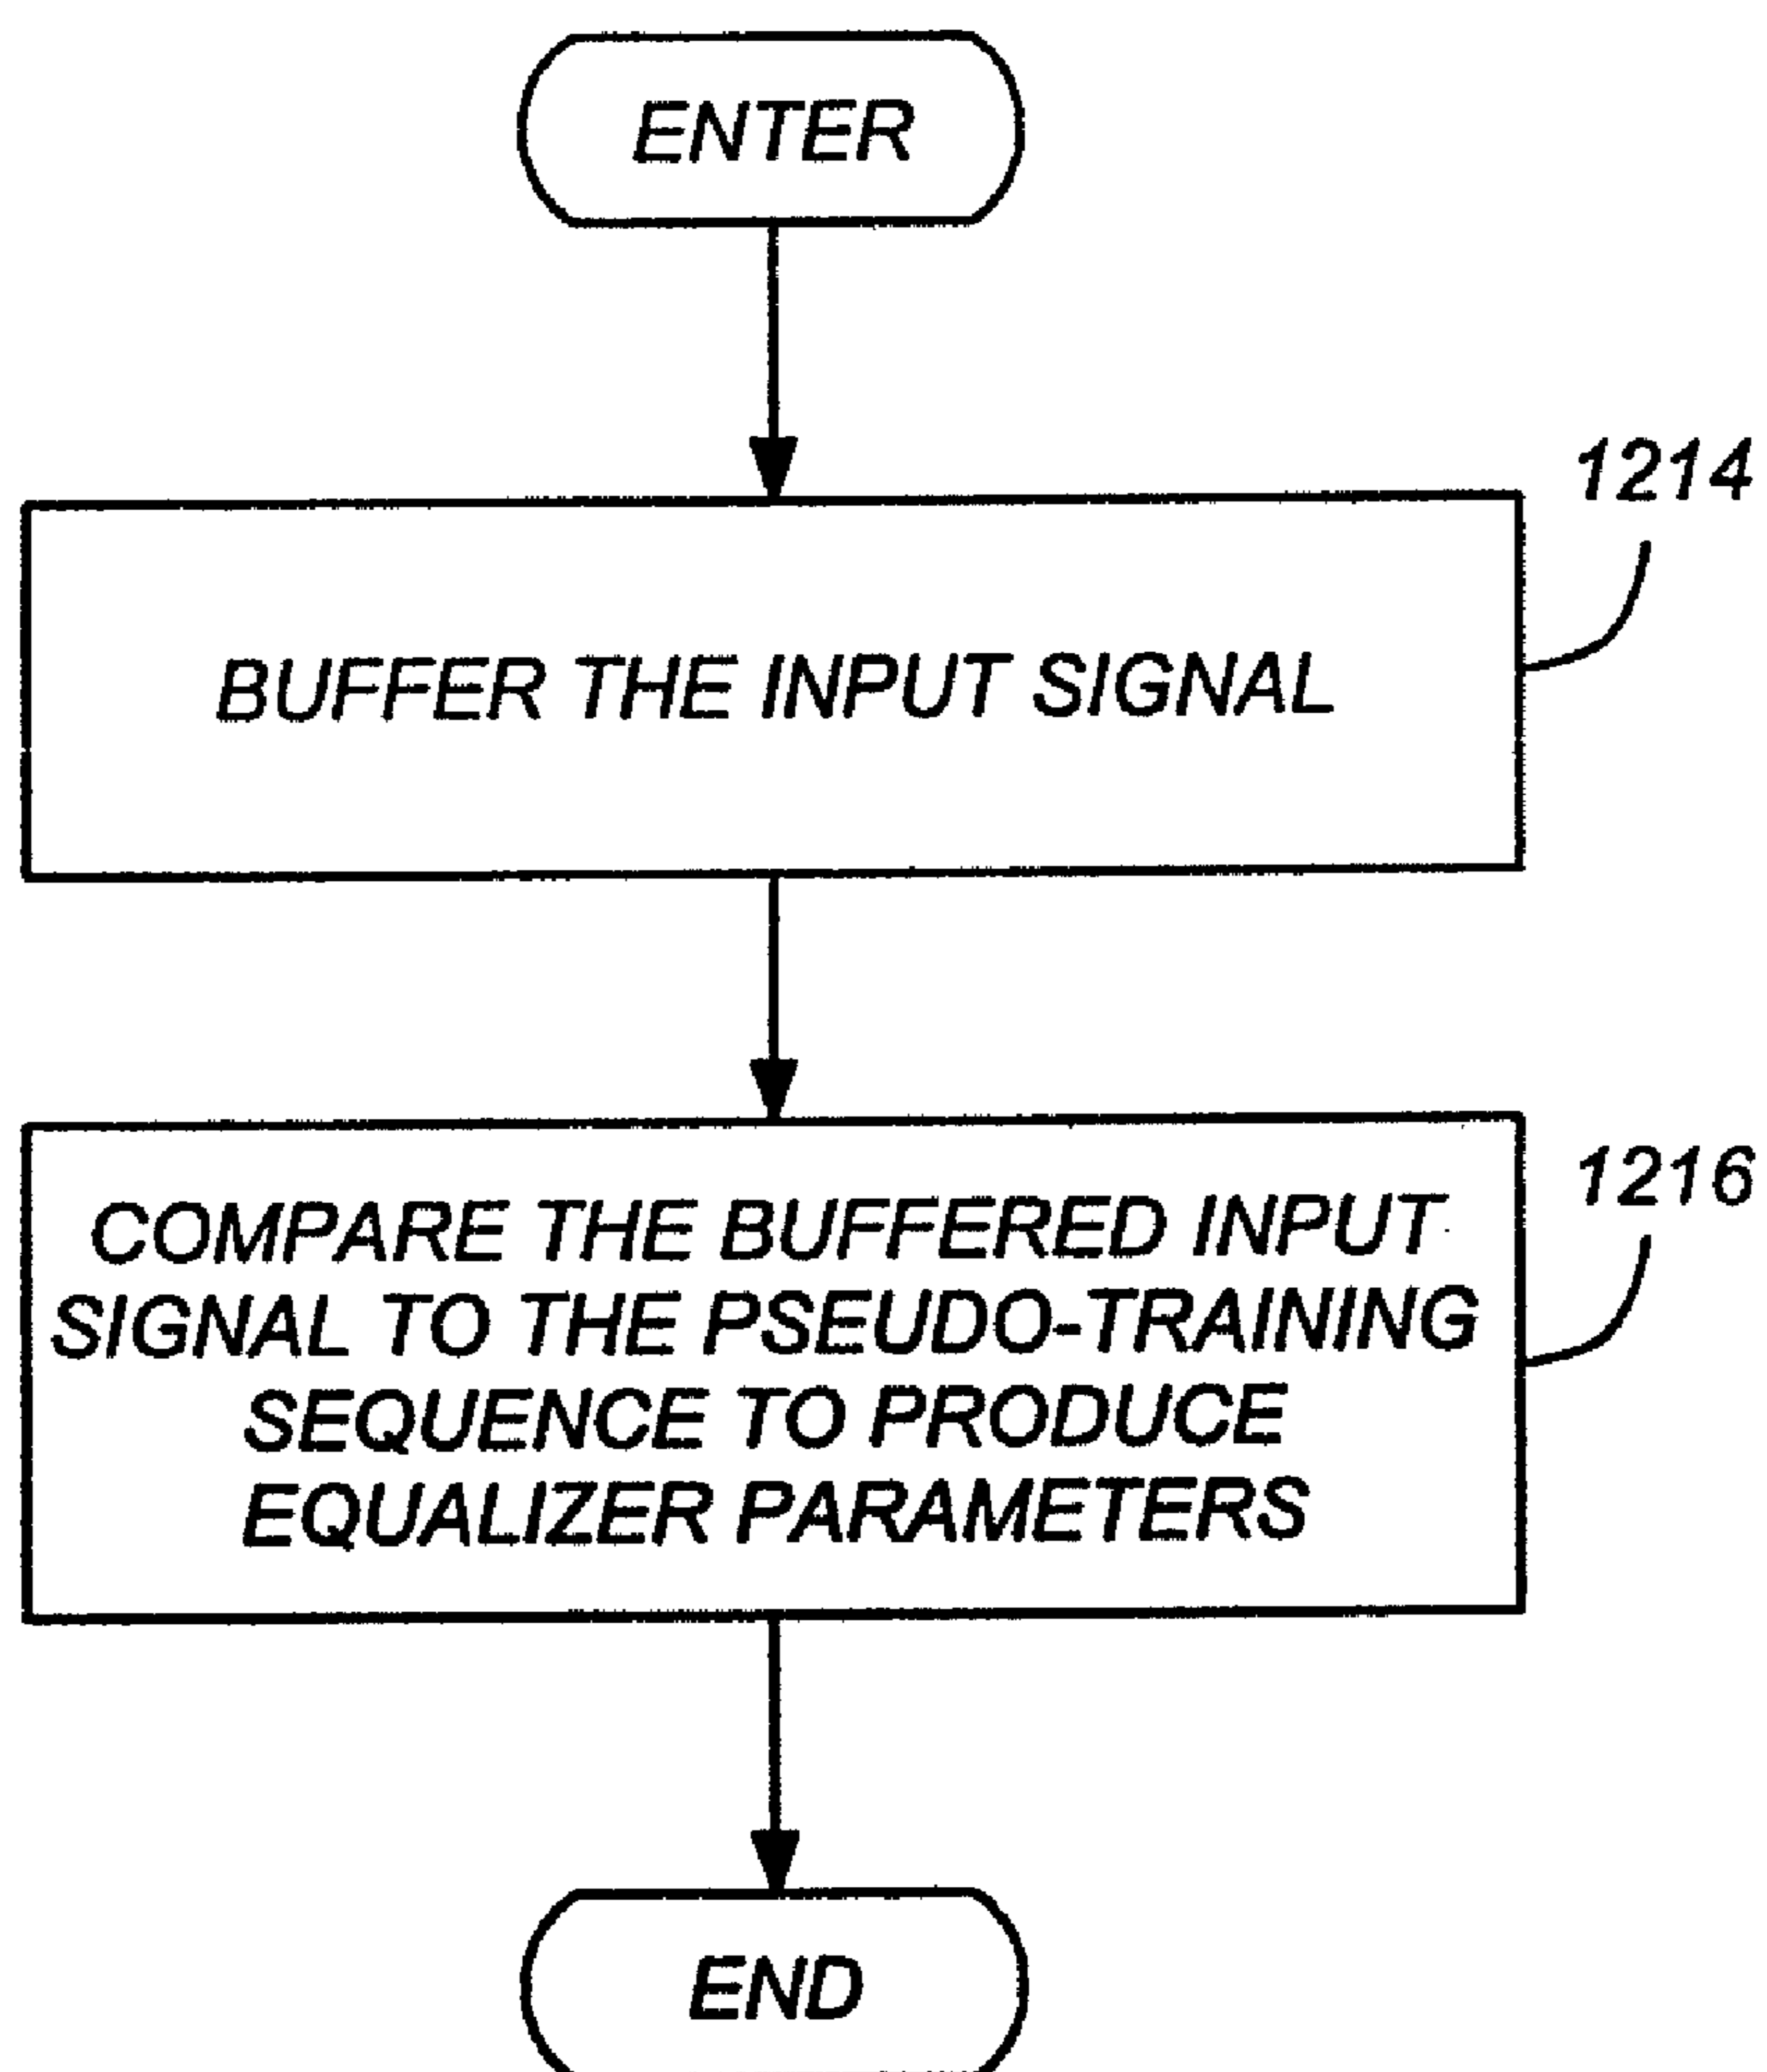 ENTER
1214
BUFFER THE INPUT SIGNAL
1216
COMPARE THE BUFFERED INPUT
SIGNAL TO THE PSEUDO-TRAINING
SEQUENCE TO PRODUCE
EQUALIZER PARAMETERS
END